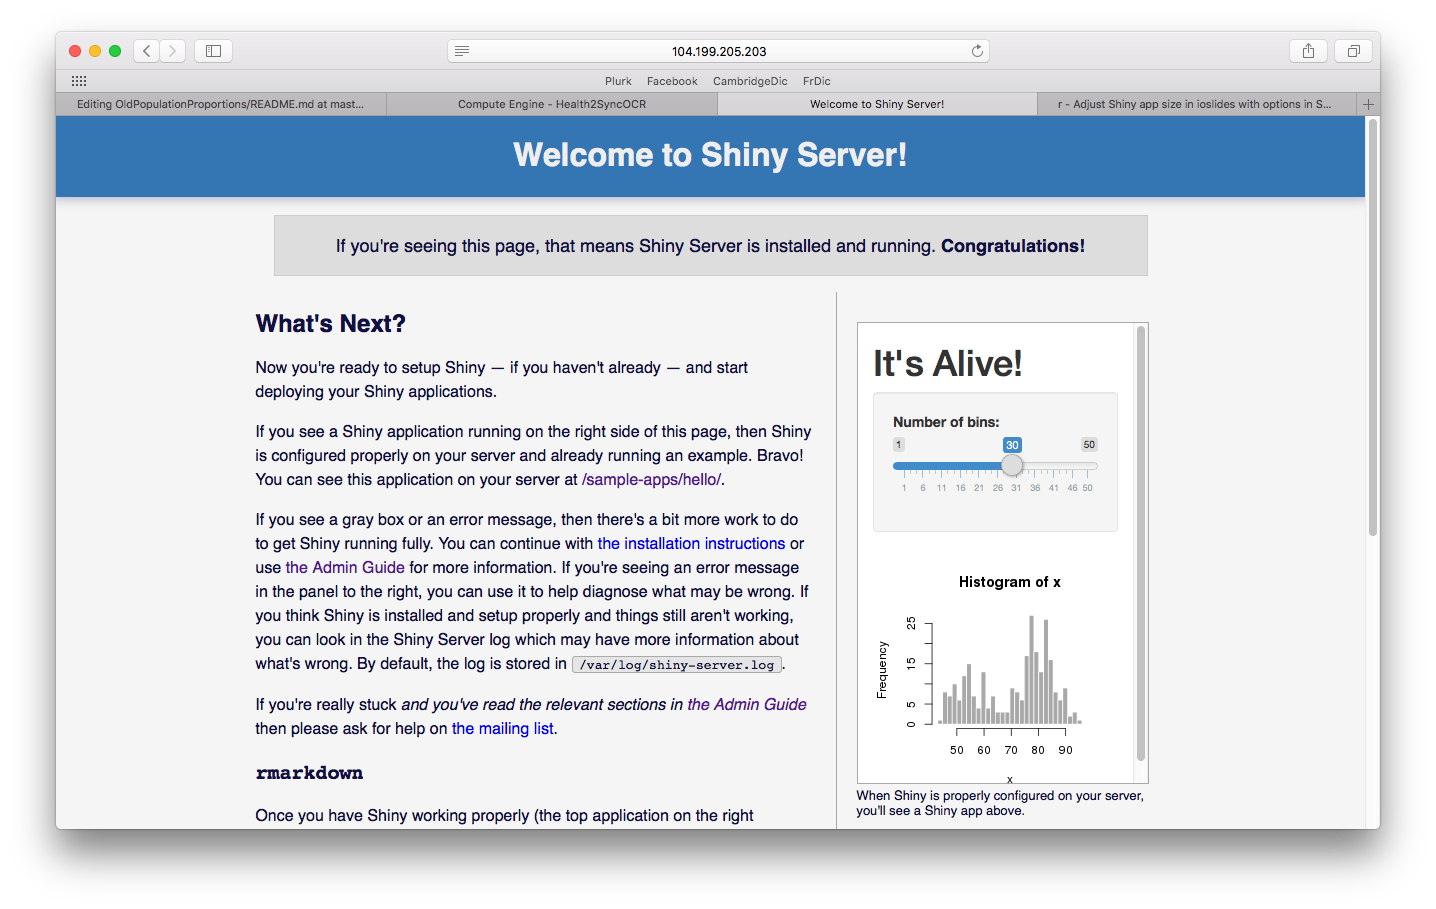 104.199.205.203
Plurk Facebook CambridgeDic FrDic
Editing OldPopulationProportions/README.md at mast...
Compute Engine - Health2SyncOCR
Welcome to Shiny Server!
r - Adjust Shiny app size in ioslides with options in S...
Welcome to Shiny Server!
If you're seeing this page, that means Shiny Server is installed and running. Congratulations!
What's Next?
Now you're ready to setup Shiny — if you haven't already — and start
deploying your Shiny applications.
If you see a Shiny application running on the right side of this page, then Shiny
is configured properly on your server and already running an example. Bravo!
You can see this application on your server at /sample-apps/hello/.
If you see a gray box or an error message, then there's a bit more work to do
to get Shiny running fully. You can continue with the installation instructions or
use the Admin Guide for more information. If you're seeing an error message
in the panel to the right, you can use it to help diagnose what may be wrong. If
you think Shiny is installed and setup properly and things still aren't working,
you can look in the Shiny Server log which may have more information about
what's wrong. By default, the log is stored in /var/log/shiny-server.log.
If you're really stuck and you've read the relevant sections in the Admin Guide
then please ask for help on the mailing list.
rmarkdown
Once you have Shiny working properly (the top application on the right
It's Alive!
Number of bins:
1 30 50
1 6 11 16 21 26 31 36 41 46 50
Histogram of x
Frequency
25
15
5
0
50 60 70 80 90
x
When Shiny is properly configured on your server,
you'll see a Shiny app above.